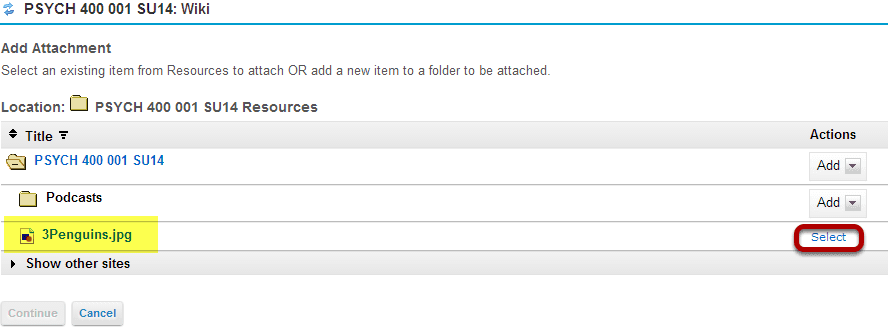 PSYCH 400 001 SU14: Wiki
Add Attachment
Select an existing item from Resources to attach OR add a new item to a folder to be attached.
Location: PSYCH 400 001 SU14 Resources
Title Actions
PSYCH 400 001 SU14 Add
Podcasts Add
3Penguins.jpg Select
Show other sites
Continue Cancel